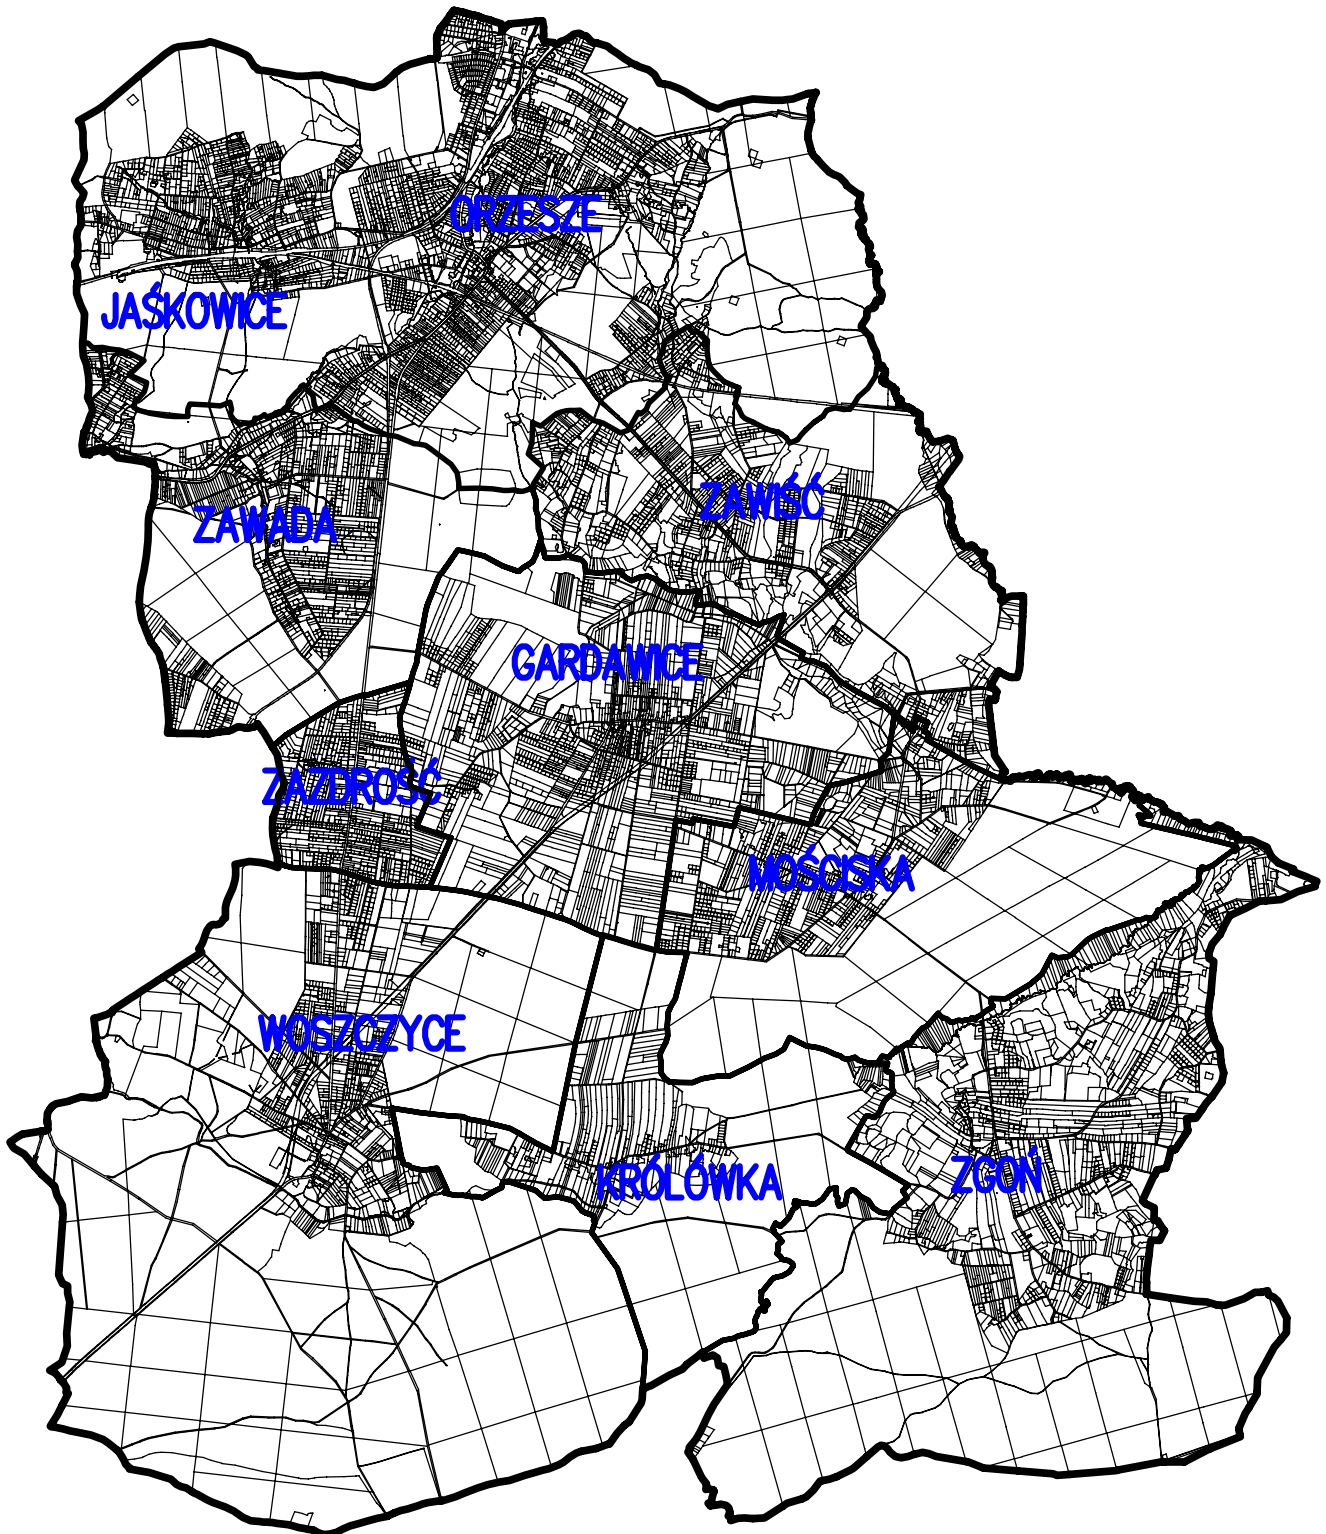 ORZESZE
JAŚKOWICE
ZAWIŚĆ
ZAWADA
GARDAWICE
ZAZDROŚĆ
MOŚCISKA
WOSZCZYCE
KRÓLÓWKA
ZGOŃ